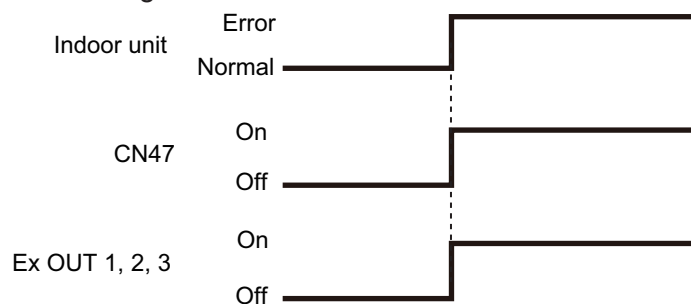 Error
Indoor unit
Normal
On
CN47
Off
On
Ex OUT 1, 2, 3
Off